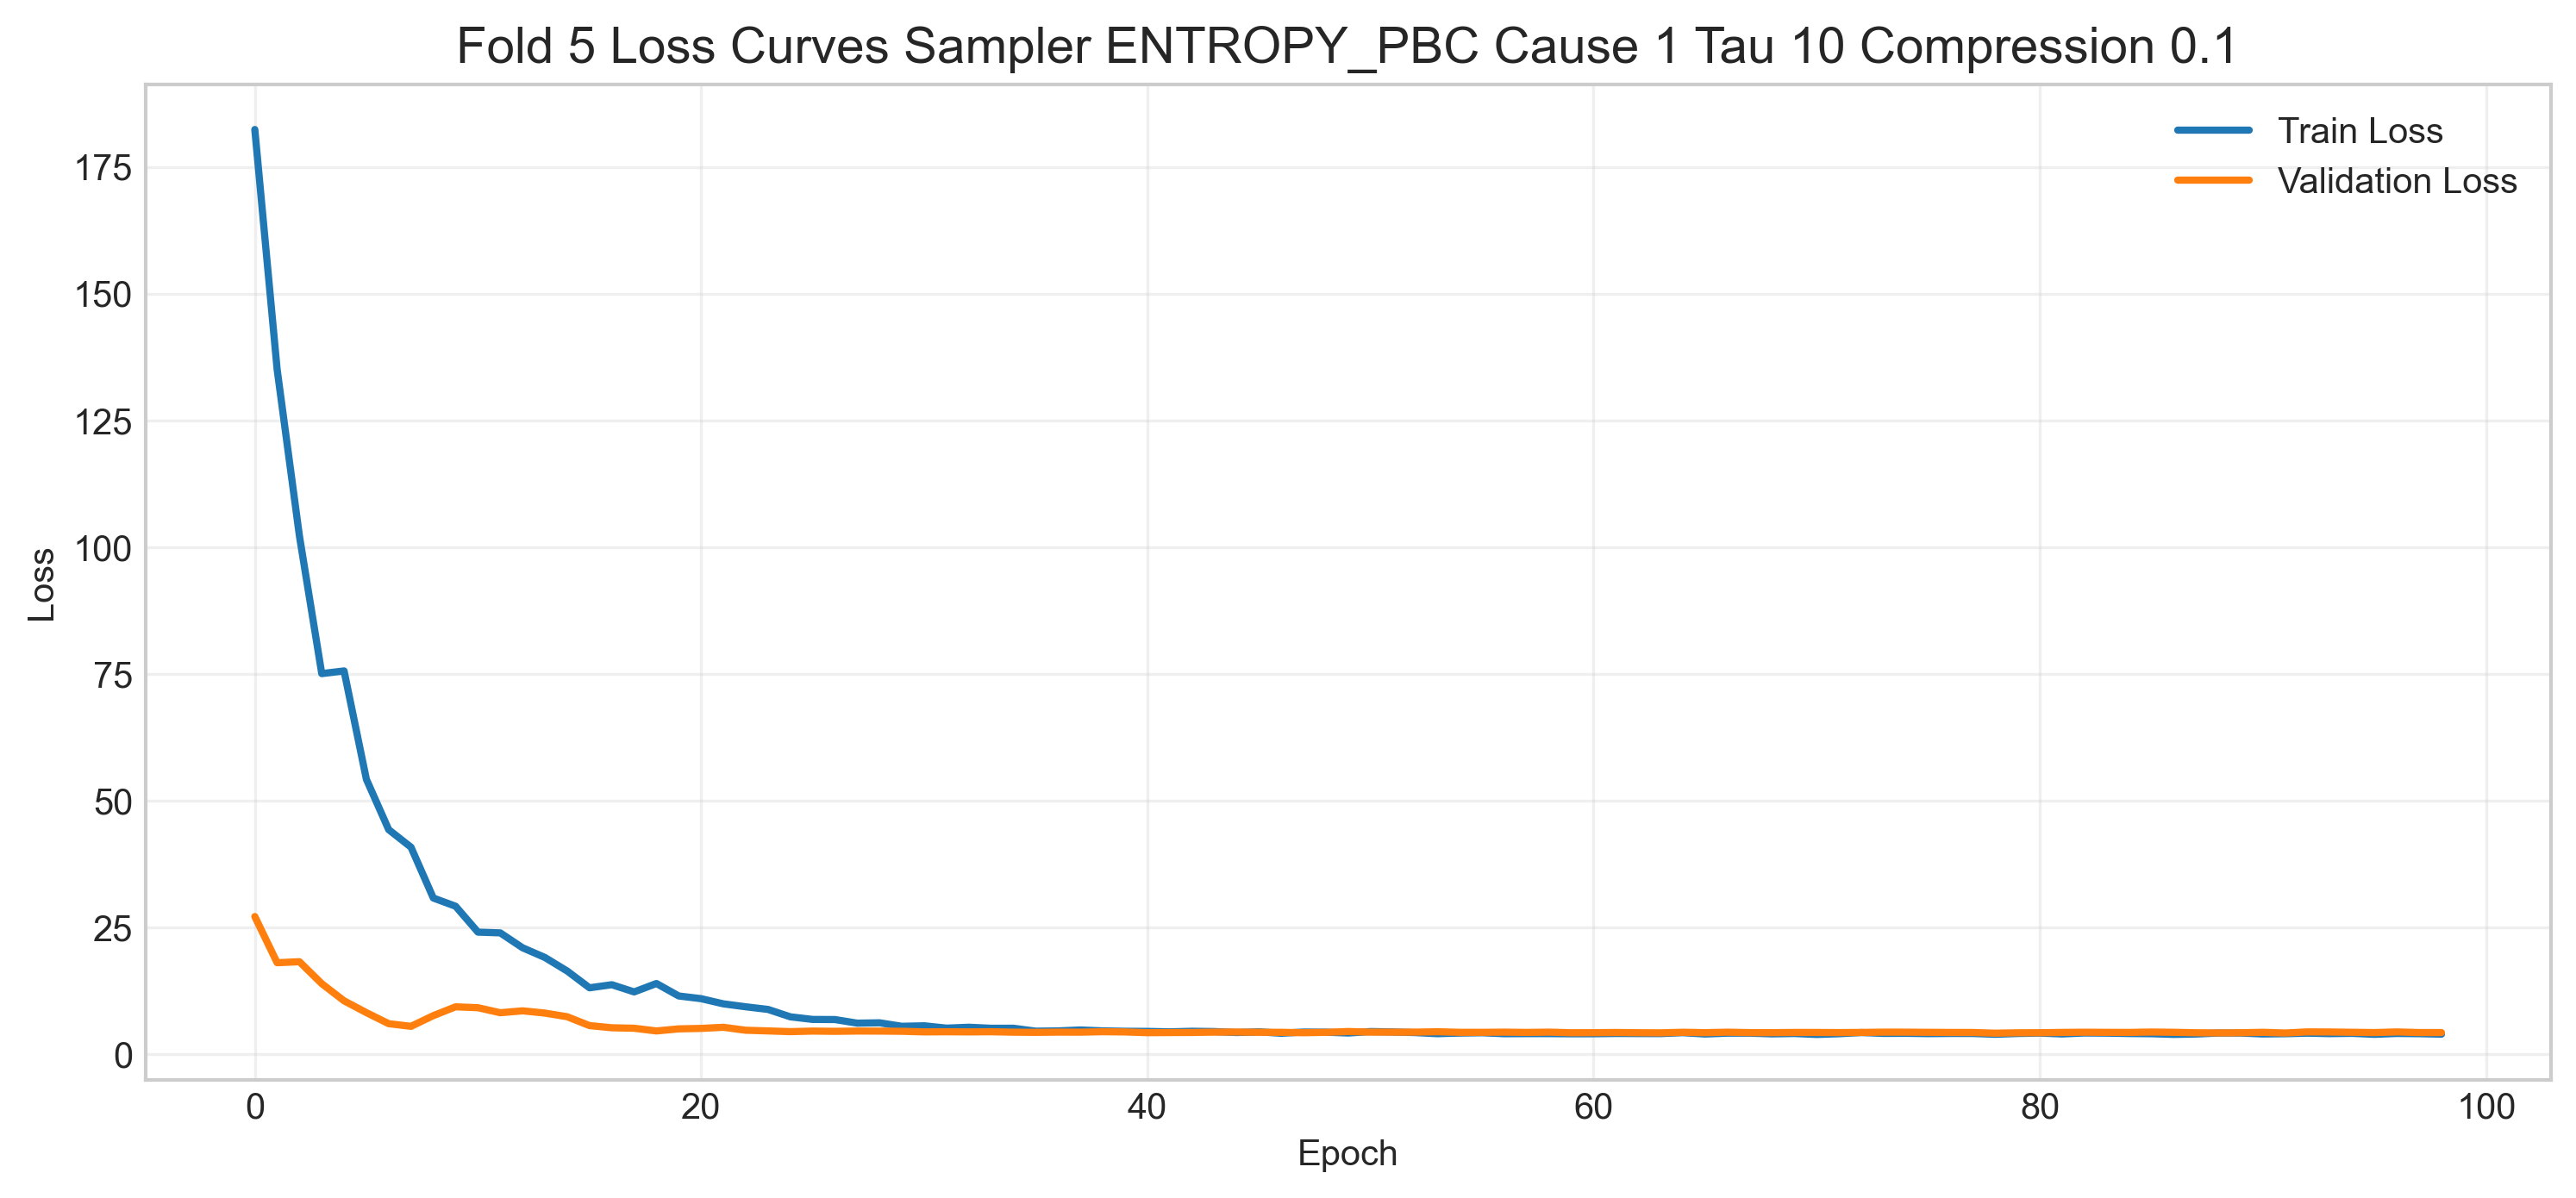 Fold 5 Loss Curves Sampler ENTROPY_PBC Cause 1 Tau 10 Compression 0.1
Train Loss
Validation Loss
175
150
125
100
75
50
25
0
Loss
0 20 40 60 80 100
Epoch